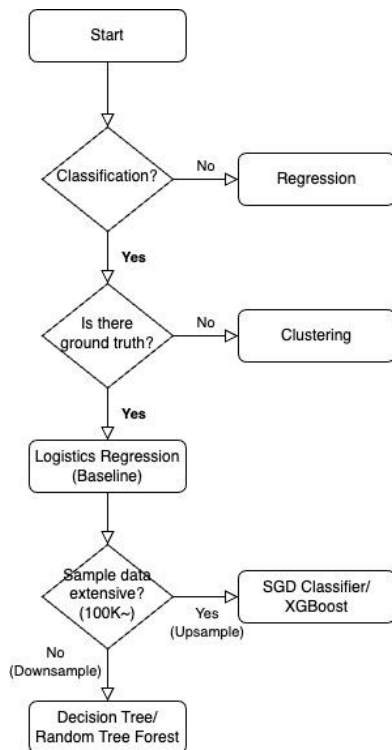 Start
Classification?
No
Regression
Yes
Is there
ground truth?
No
Clustering
Yes
Logistics Regression
(Baseline)
Sample data
extensive?
(100K~)
Yes
(Upsample)
SGD Classifier/
XGBoost
No
(Downsample)
Decision Tree/
Random Tree Forest